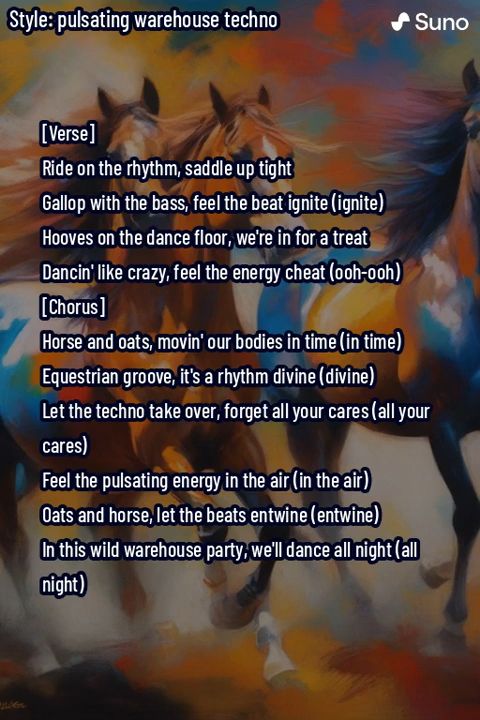 Style: pulsating warehouse techno
Suno
[Verse]
Ride on the rhythm, saddle up tight
Gallop with the bass, feel the beat ignite (ignite)
Hooves on the dance floor, we're in for a treat
Dancin' like crazy, feel the energy cheat (ooh-ooh)
[Chorus]
Horse and oats, movin' our bodies in time (in time)
Equestrian groove, it's a rhythm divine (divine)
Let the techno take over, forget all your cares (all your
cares)
Feel the pulsating energy in the air (in the air)
Oats and horse, let the beats entwine (entwine)
In this wild warehouse party, we'll dance all night (all
night)